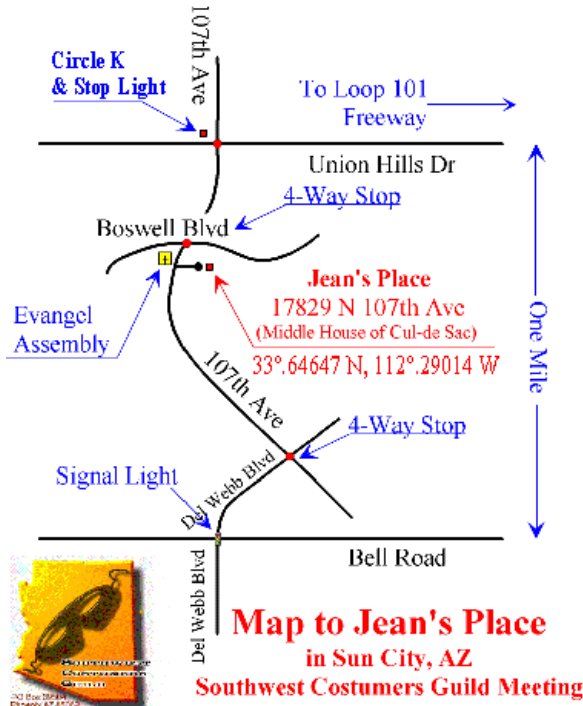 107th Ave
Circle K
& Stop Light
To Loop 101
Freeway
Union Hills Dr
4-Way Stop
Boswell Blvd
Jean's Place
17829 N 107th Ave
(Middle House of Cul-de Sac)
33°.64647 N, 112°.29014 W
Evangel
Assembly
One Mile
107th Ave
4-Way Stop
Signal Light
Del Webb Blvd
Bell Road
Del Webb Blvd
Map to Jean's Place
in Sun City, AZ
Southwest Costumers Guild Meeting